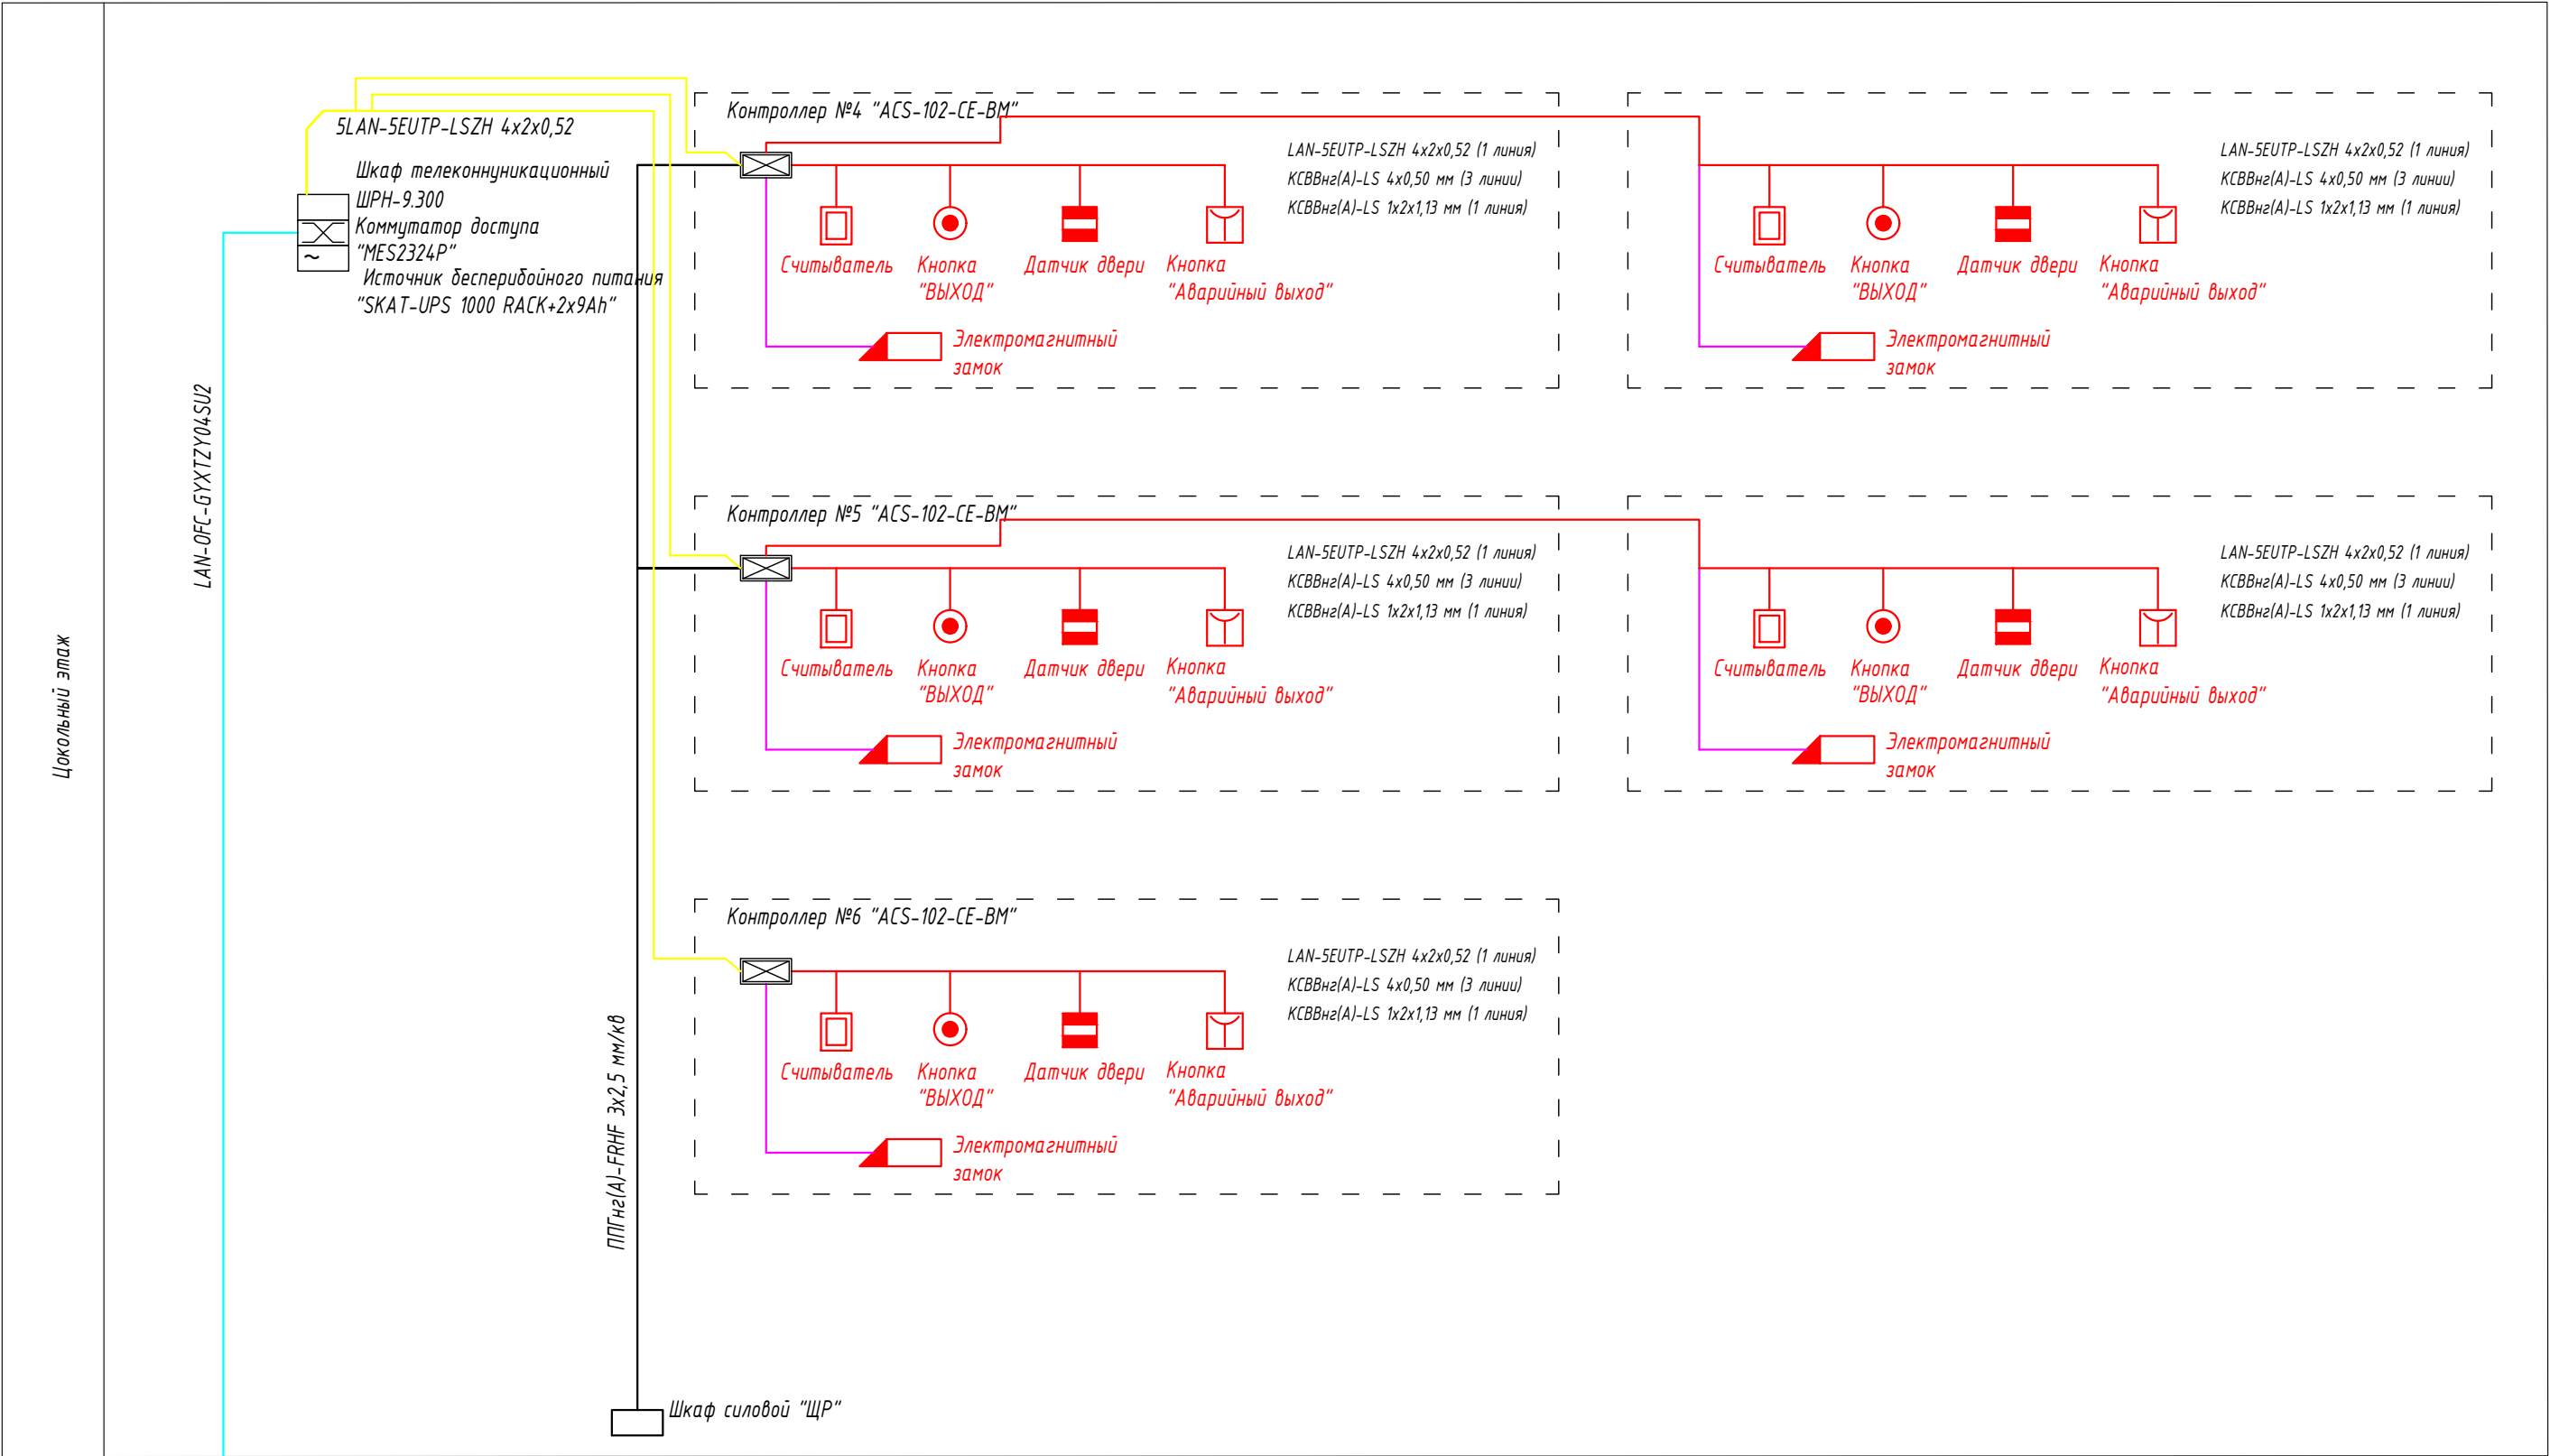 Цокольный этаж
LAN-OFC-GYXTZY04SU2
5LAN-5EUTP-LSZH 4x2x0,52
Шкаф телеконнуникационный
ШРН-9.300
Коммутатор доступа
"MES2324P"
Источник бесперибойного питания
"SKAT-UPS 1000 RACK+2x9Ah"
ППГнг(А)-FRHF 3x2,5 мм/кв
Шкаф силовой "ЩР"
Контроллер №4 "ACS-102-CE-BM"
LAN-5EUTP-LSZH 4x2x0,52 (1 линия)
КСВВнг(А)-LS 4x0,50 мм (3 линии)
КСВВнг(А)-LS 1x2x1,13 мм (1 линия)
Считыватель
Кнопка
"ВЫХОД"
Датчик двери
Кнопка
"Аварийный выход"
Электромагнитный
замок
LAN-5EUTP-LSZH 4x2x0,52 (1 линия)
КСВВнг(А)-LS 4x0,50 мм (3 линии)
КСВВнг(А)-LS 1x2x1,13 мм (1 линия)
Считыватель
Кнопка
"ВЫХОД"
Датчик двери
Кнопка
"Аварийный выход"
Электромагнитный
замок
Контроллер №5 "ACS-102-CE-BM"
LAN-5EUTP-LSZH 4x2x0,52 (1 линия)
КСВВнг(А)-LS 4x0,50 мм (3 линии)
КСВВнг(А)-LS 1x2x1,13 мм (1 линия)
Считыватель
Кнопка
"ВЫХОД"
Датчик двери
Кнопка
"Аварийный выход"
Электромагнитный
замок
LAN-5EUTP-LSZH 4x2x0,52 (1 линия)
КСВВнг(А)-LS 4x0,50 мм (3 линии)
КСВВнг(А)-LS 1x2x1,13 мм (1 линия)
Считыватель
Кнопка
"ВЫХОД"
Датчик двери
Кнопка
"Аварийный выход"
Электромагнитный
замок
Контроллер №6 "ACS-102-CE-BM"
LAN-5EUTP-LSZH 4x2x0,52 (1 линия)
КСВВнг(А)-LS 4x0,50 мм (3 линии)
КСВВнг(А)-LS 1x2x1,13 мм (1 линия)
Считыватель
Кнопка
"ВЫХОД"
Датчик двери
Кнопка
"Аварийный выход"
Электромагнитный
замок